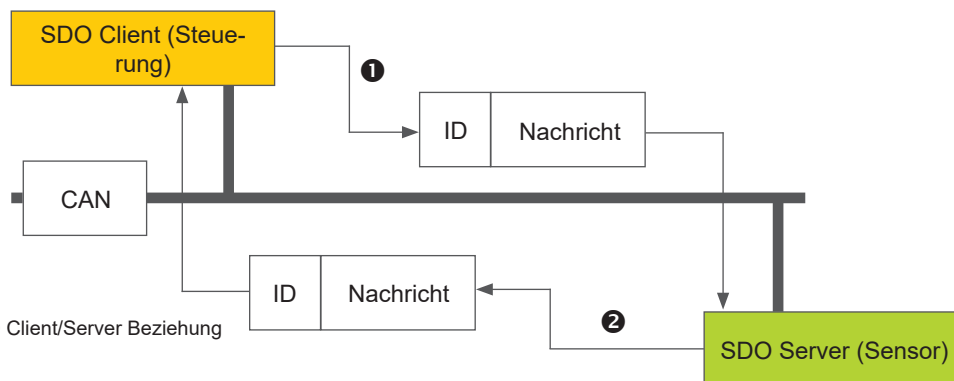 SDO Client (Steue-
rung)
❶
ID
Nachricht
CAN
ID
Nachricht
❷
Client/Server Beziehung
SDO Server (Sensor)